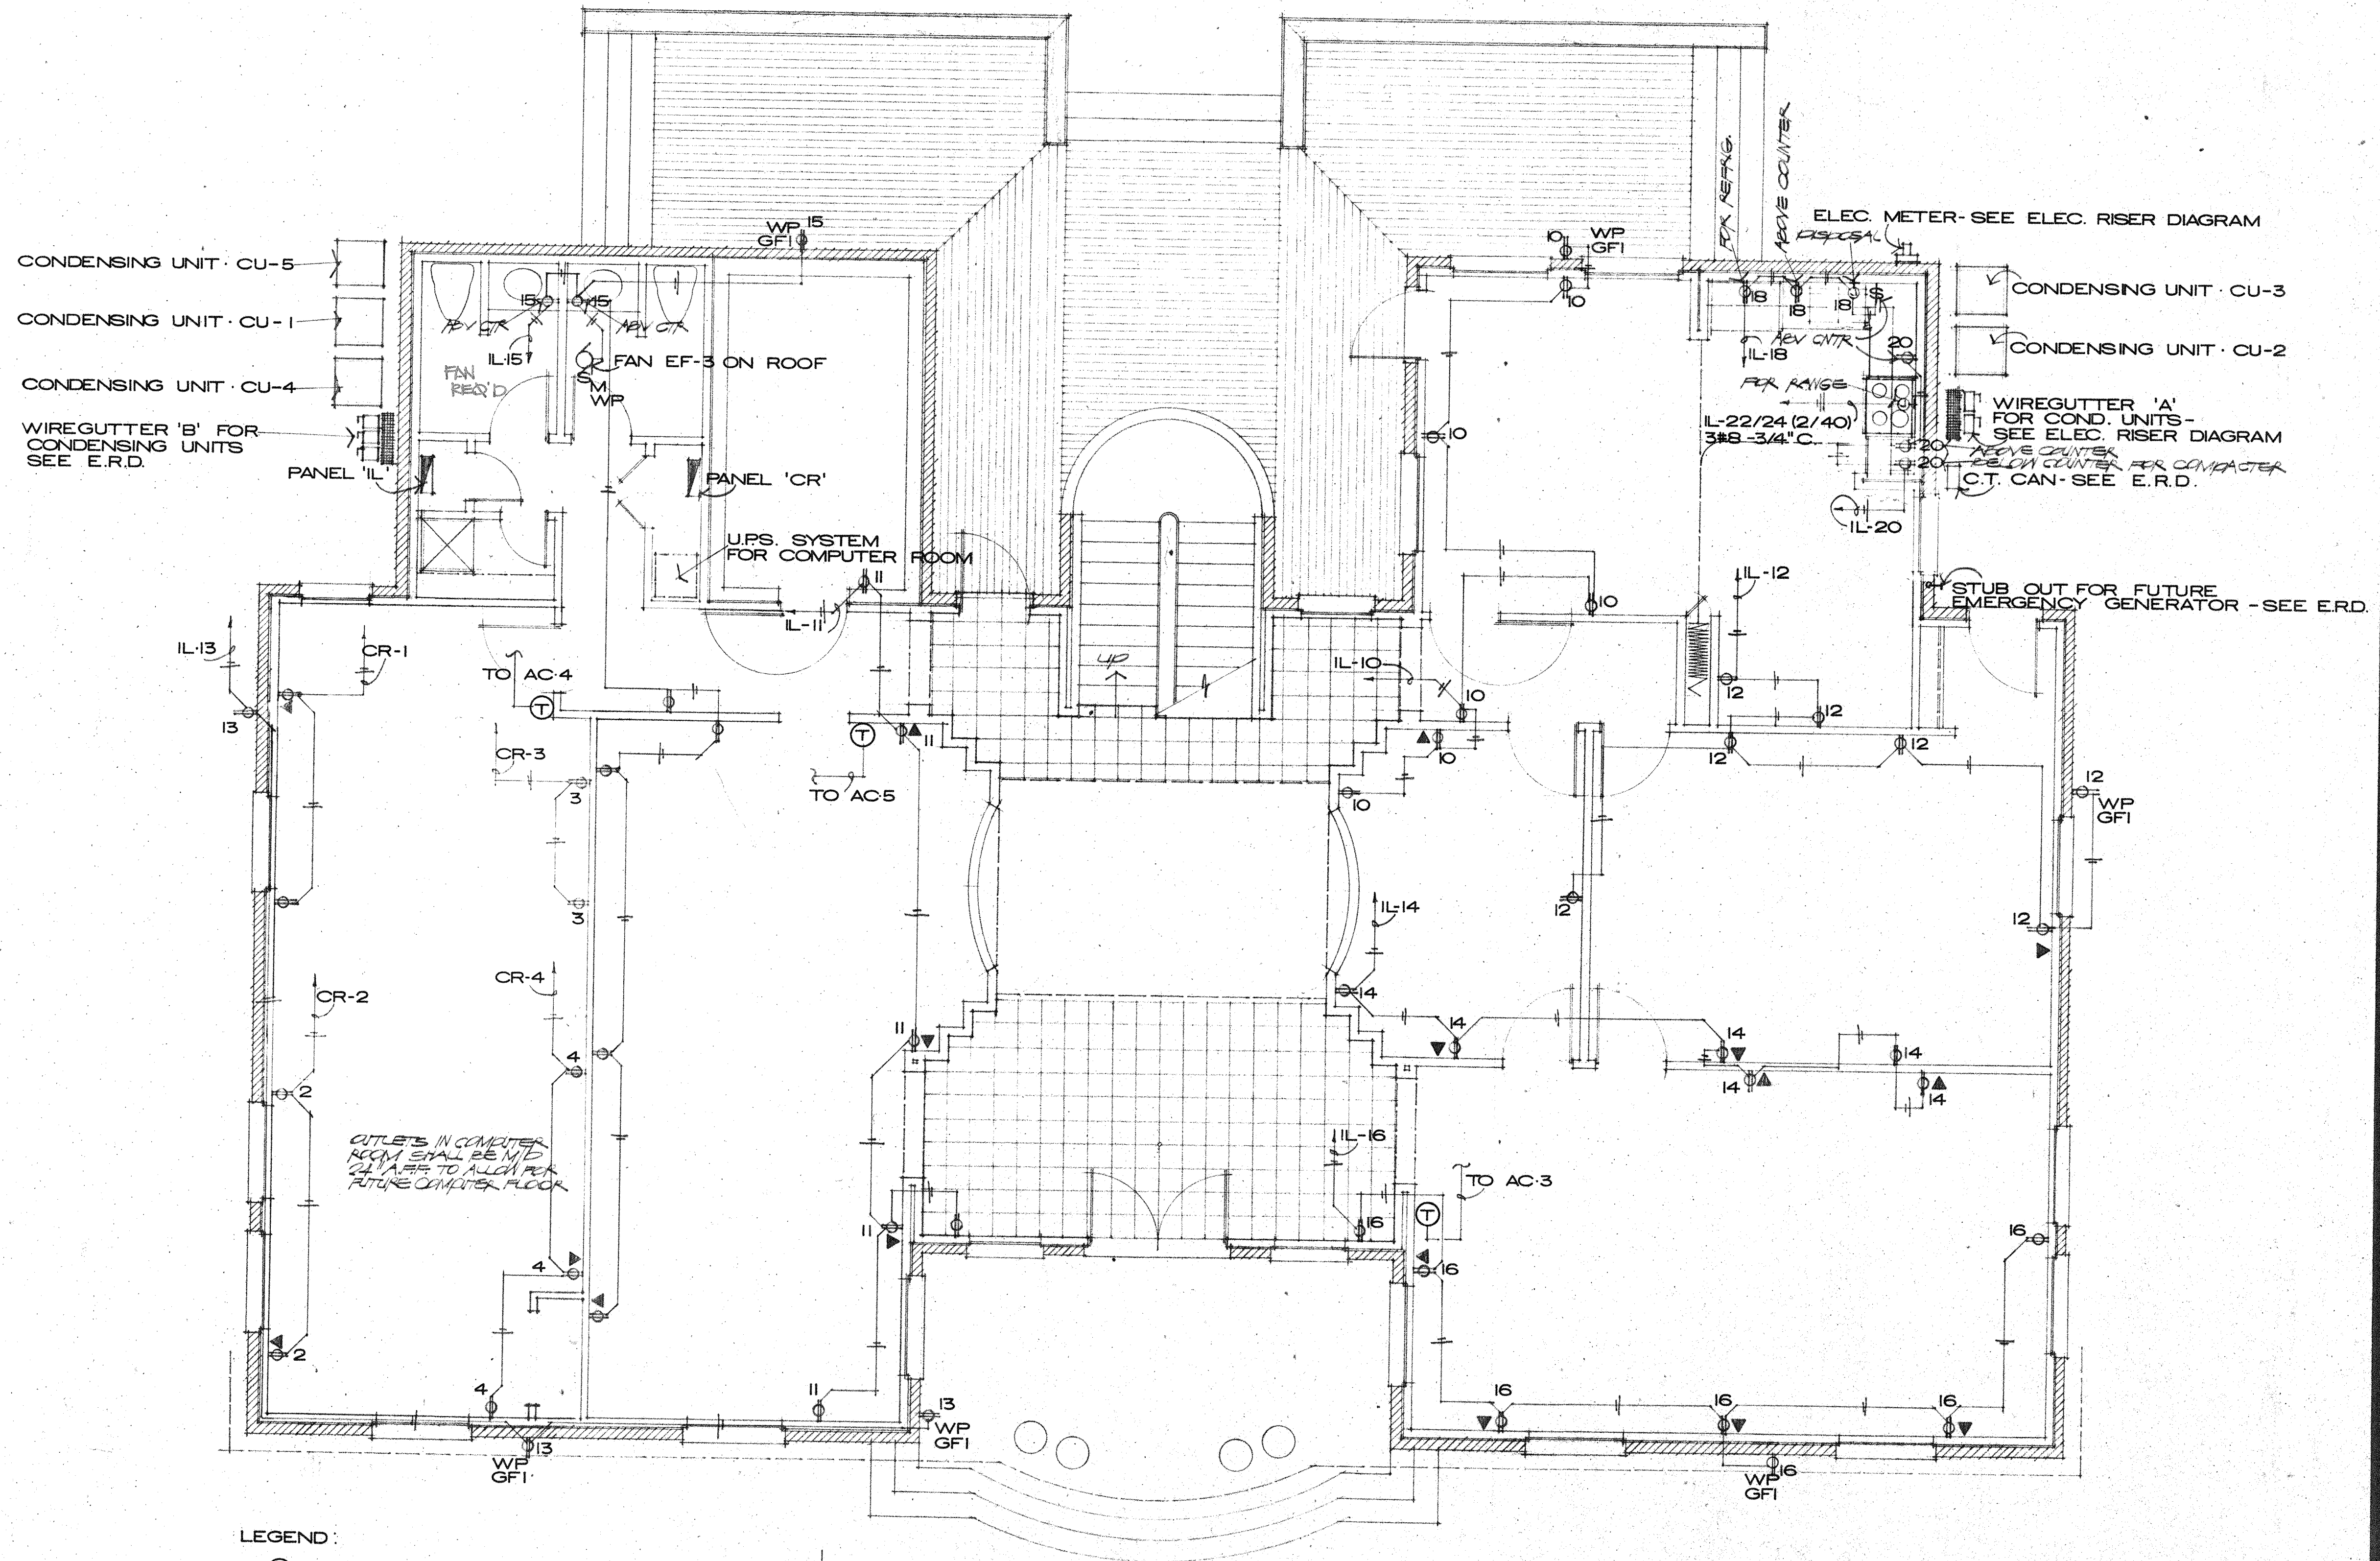 FOR REFRIG.
ABOVE COUNTER
ELEC. METER- SEE ELEC. RISER DIAGRAM
DISPOSAL
WP 15
GFI
10 WP
GFI
10
CONDENSING UNIT · CU-5
CONDENSING UNIT · CU-1
CONDENSING UNIT · CU-4
CONDENSING UNIT · CU-3
CONDENSING UNIT · CU-2
15
15
ABV CTR
ABV CTR
IL-15
FAN EF-3 ON ROOF
FAN
REQ'D
S
M
WP
18
18
18
S
IL-18
ABV CNTR
20
FOR RANGE
IL-22/24 (2/40)
3#8 -3/4"C.
WIREGUTTER 'A'
FOR COND. UNITS-
SEE ELEC. RISER DIAGRAM
20
ABOVE COUNTER
20
BELOW COUNTER FOR COMPACTER
C.T. CAN- SEE E.R.D.
IL-20
WIREGUTTER 'B' FOR
CONDENSING UNITS
SEE E.R.D.
PANEL 'IL'
PANEL 'CR'
10
U.P.S. SYSTEM
FOR COMPUTER ROOM
11
IL-11
10
IL-12
STUB OUT FOR FUTURE
EMERGENCY GENERATOR - SEE E.R.D.
IL-13
CR-1
TO AC-4
T
UP
IL-10
10
12
12
13
CR-3
T
11
10
12
12
3
TO AC-5
10
12
WP
GFI
3
IL-14
12
12
CR-2
CR-4
14
4
11
14
14
14
14
14
2
OUTLETS IN COMPUTER
ROOM SHALL BE MTD
24" A.F.F. TO ALLOW FOR
FUTURE COMPUTER FLOOR
IL-16
TO AC-3
T
11
16
16
16
4
2
4
11
13
WP
GFI
16
16
16
13
WP
GFI
16
WP
GFI
LEGEND: